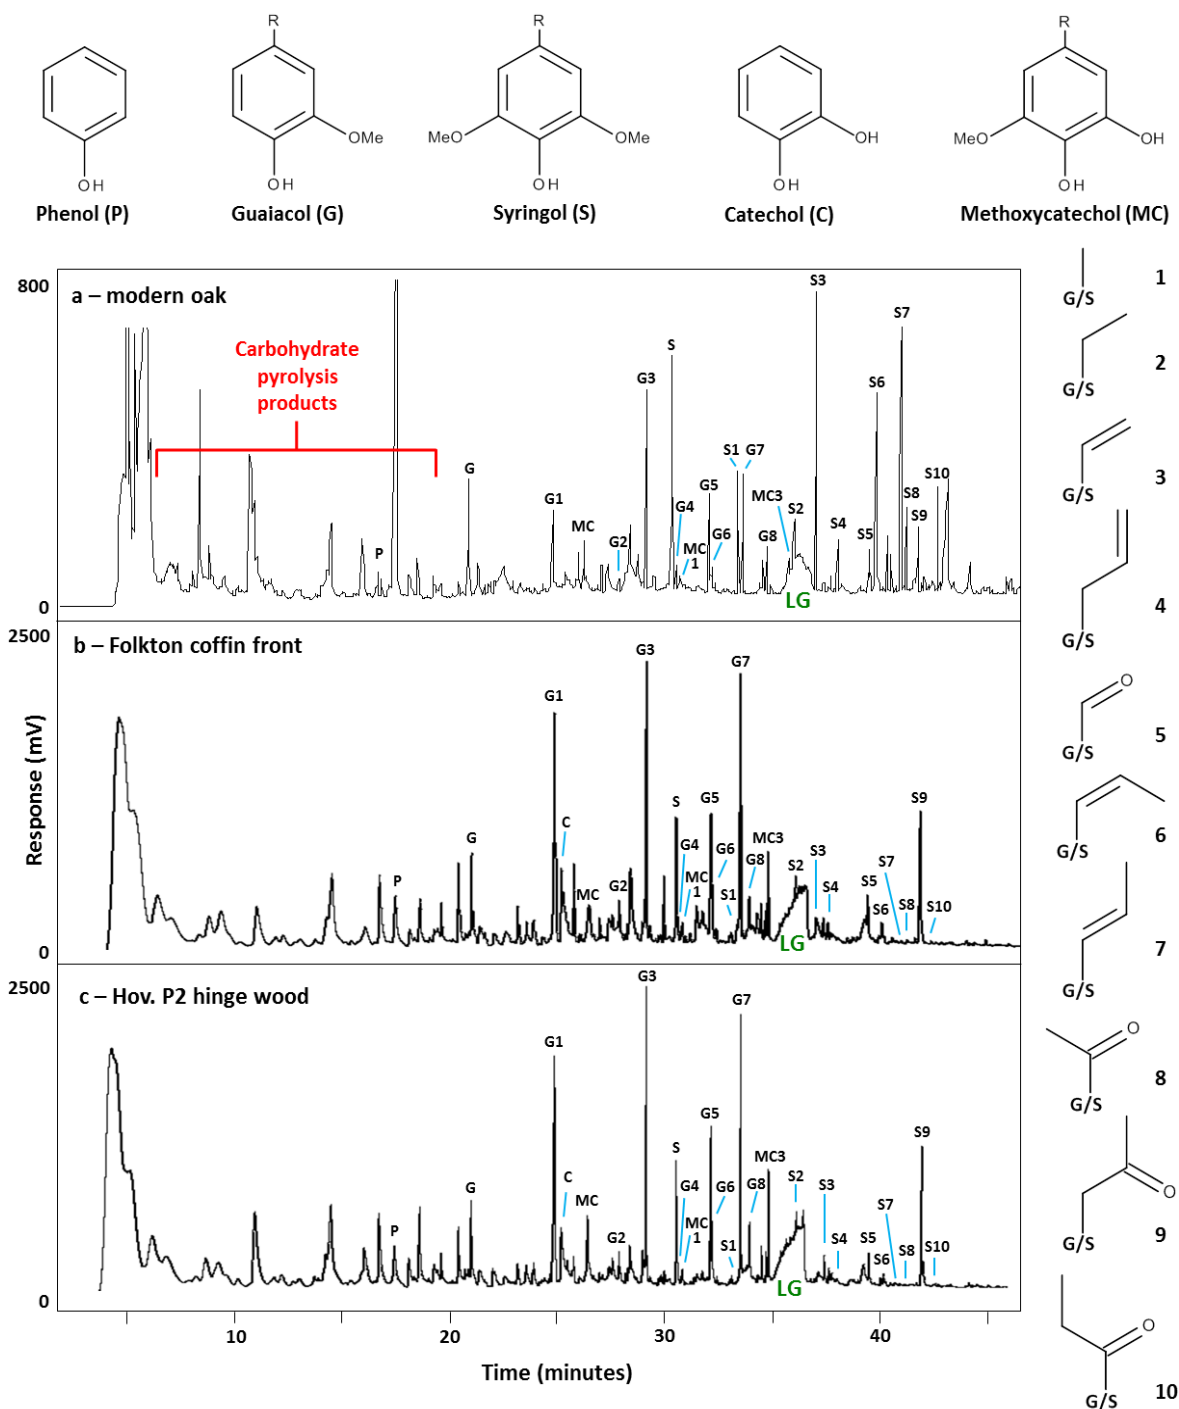 R
R
R
OMe
MeO
OMe
OH
MeO
OH
OH
OH
OH
OH
OH
Phenol (P)
Guaiacol (G)
Syringol (S)
Catechol (C)
Methoxycatechol (MC)
800
a – modern oak
Carbohydrate
pyrolysis
products
P
G
G1
MC
G2
G3
S
G4
MC
1
G5
G6
S1
G7
MC3
G8
S2
LG
S3
S4
S5
S6
S7
S8
S9
S10
0
2500
b – Folkton coffin front
P
G
G1
C
MC
G2
G3
S
G4
MC
1
G5
G6
S1
G7
G8
MC3
S2
LG
S3
S4
S5
S6
S7
S8
S9
S10
0
2500
c – Hov. P2 hinge wood
P
G
G1
C
MC
G2
G3
S
G4
MC
1
G5
G6
S1
G7
G8
MC3
S2
LG
S3
S4
S5
S6
S7
S8
S9
S10
0
Response (mV)
10
20
30
40
Time (minutes)
G/S
1
G/S
2
G/S
3
G/S
4
O
G/S
5
G/S
6
G/S
7
O
G/S
8
O
G/S
9
O
G/S
10